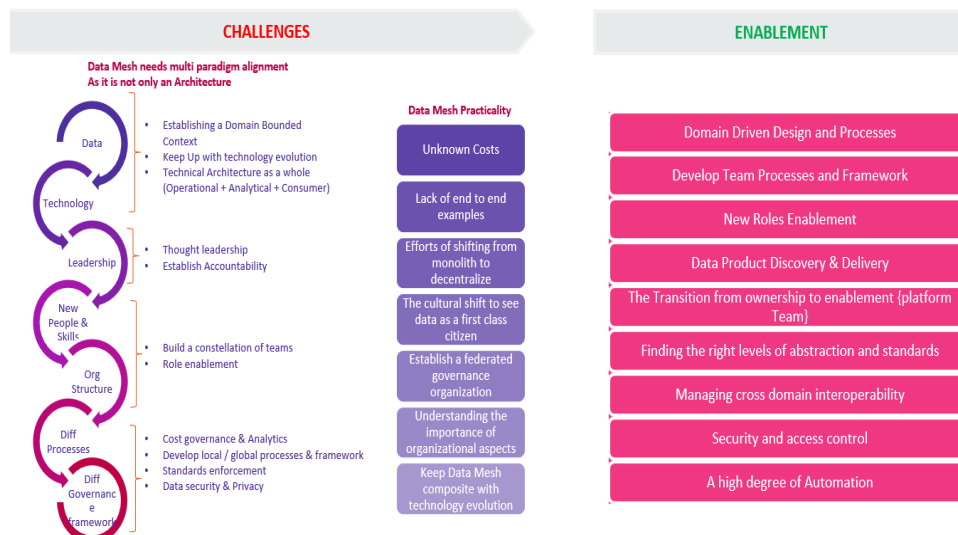 CHALLENGES
ENABLEMENT
Data Mesh needs multi paradigm alignment
As it is not only an Architecture
Data
Technology
Leadership
New
People &
Skills
Org
Structure
Diff
Processes
Diff
Governanc
e
framework
• Establishing a Domain Bounded
Context
• Keep Up with technology evolution
• Technical Architecture as a whole
(Operational + Analytical + Consumer)
• Thought leadership
• Establish Accountability
• Build a constellation of teams
• Role enablement
• Cost governance & Analytics
• Develop local / global processes & framework
• Standards enforcement
• Data security & Privacy
Data Mesh Practicality
Unknown Costs
Lack of end to end
examples
Efforts of shifting from
monolith to
decentralize
The cultural shift to see
data as a first class
citizen
Establish a federated
governance
organization
Understanding the
importance of
organizational aspects
Keep Data Mesh
composite with
technology evolution
Domain Driven Design and Processes
Develop Team Processes and Framework
New Roles Enablement
Data Product Discovery & Delivery
The Transition from ownership to enablement {platform
Team}
Finding the right levels of abstraction and standards
Managing cross domain interoperability
Security and access control
A high degree of Automation